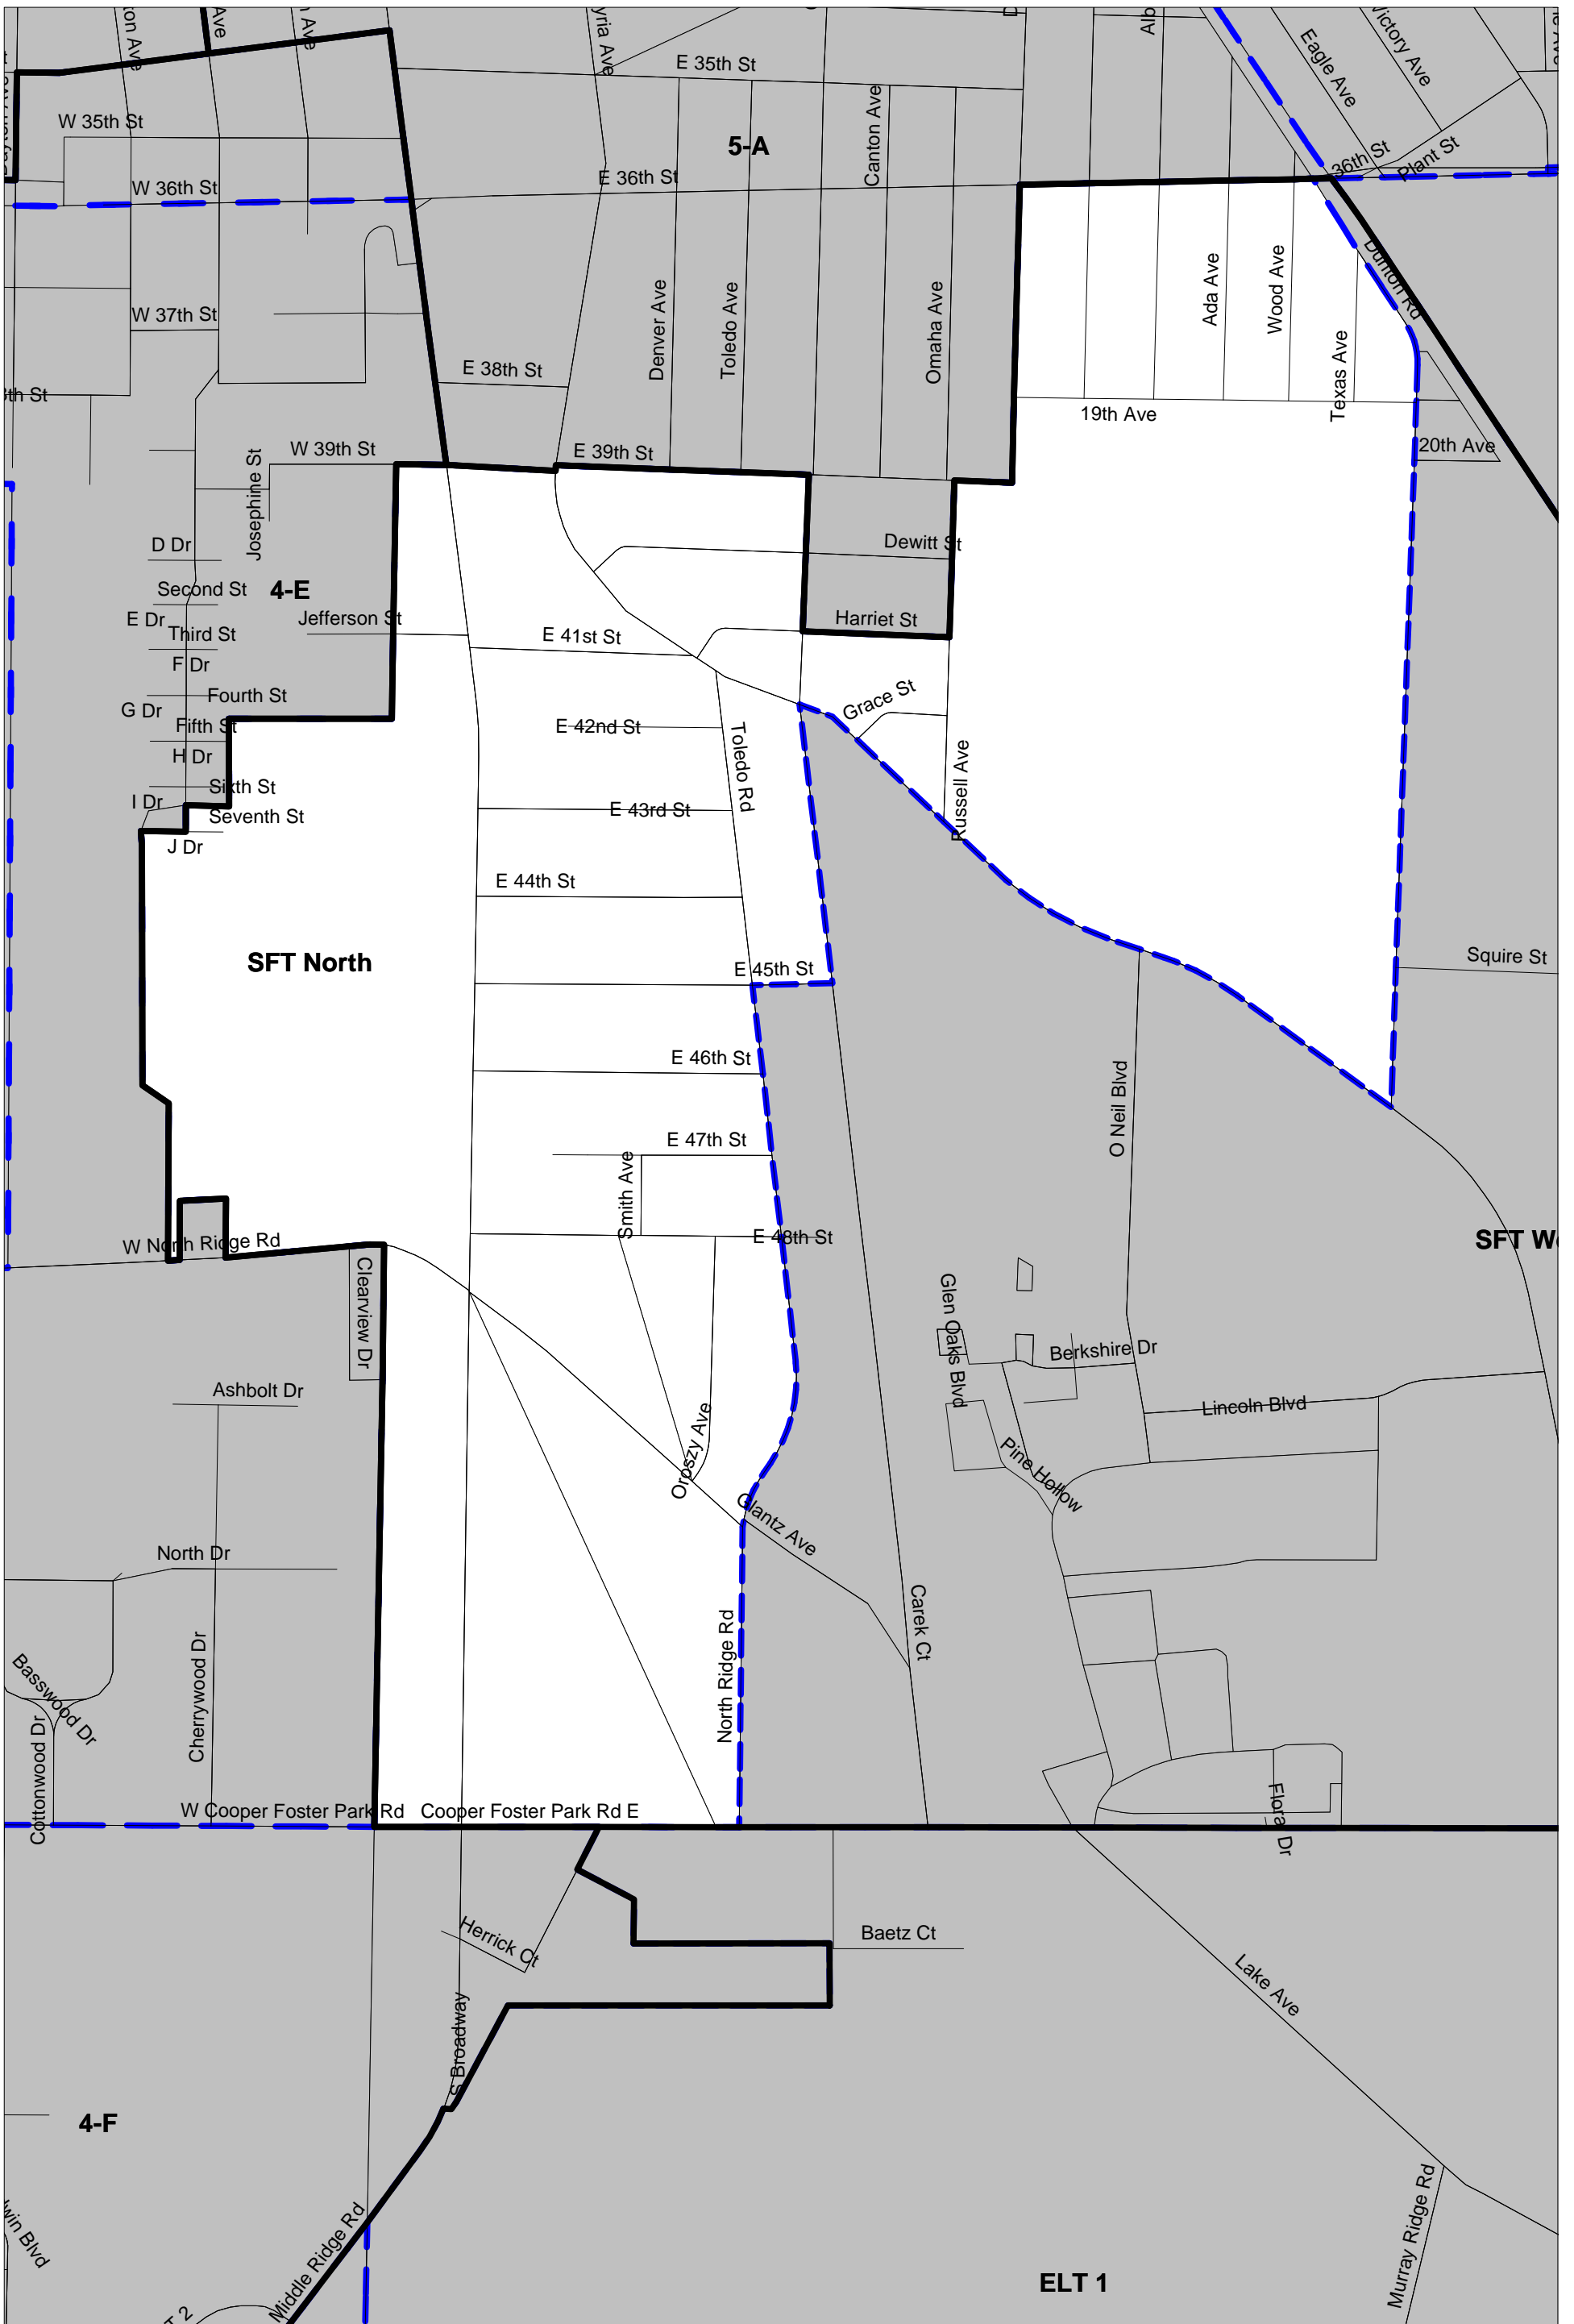 E 35th St
Eagle Ave
W 35th St
5-A
Canton Ave
36th St
Plant St
E 36th St
W 36th St
Dunton Rd
Ada Ave
Wood Ave
Denver Ave
Toledo Ave
Omaha Ave
W 37th St
Texas Ave
E 38th St
19th Ave
20th Ave
W 39th St
E 39th St
Josephine St
D Dr
Dewitt St
Second St
4-E
E Dr
Jefferson St
Harriet St
Third St
E 41st St
F Dr
Fourth St
Grace St
G Dr
Fifth St
E 42nd St
Toledo Rd
H Dr
Sixth St
Russell Ave
I Dr
Seventh St
E 43rd St
J Dr
E 44th St
SFT North
E 45th St
Squire St
E 46th St
O Neil Blvd
E 47th St
Smith Ave
W North Ridge Rd
E 48th St
SFT
Clearview Dr
Glen Oaks Blvd
Berkshire Dr
Ashbolt Dr
Lincoln Blvd
Oroszy Ave
Pine Hollow
Glantz Ave
North Dr
Carek Ct
North Ridge Rd
Cherrywood Dr
Basswood Dr
Cottonwood Dr
W Cooper Foster Park Rd
Cooper Foster Park Rd E
Flora Dr
Herrick Ct
Baetz Ct
Lake Ave
S Broadway
4-F
Murray Ridge Rd
Middle Ridge Rd
ELT 1